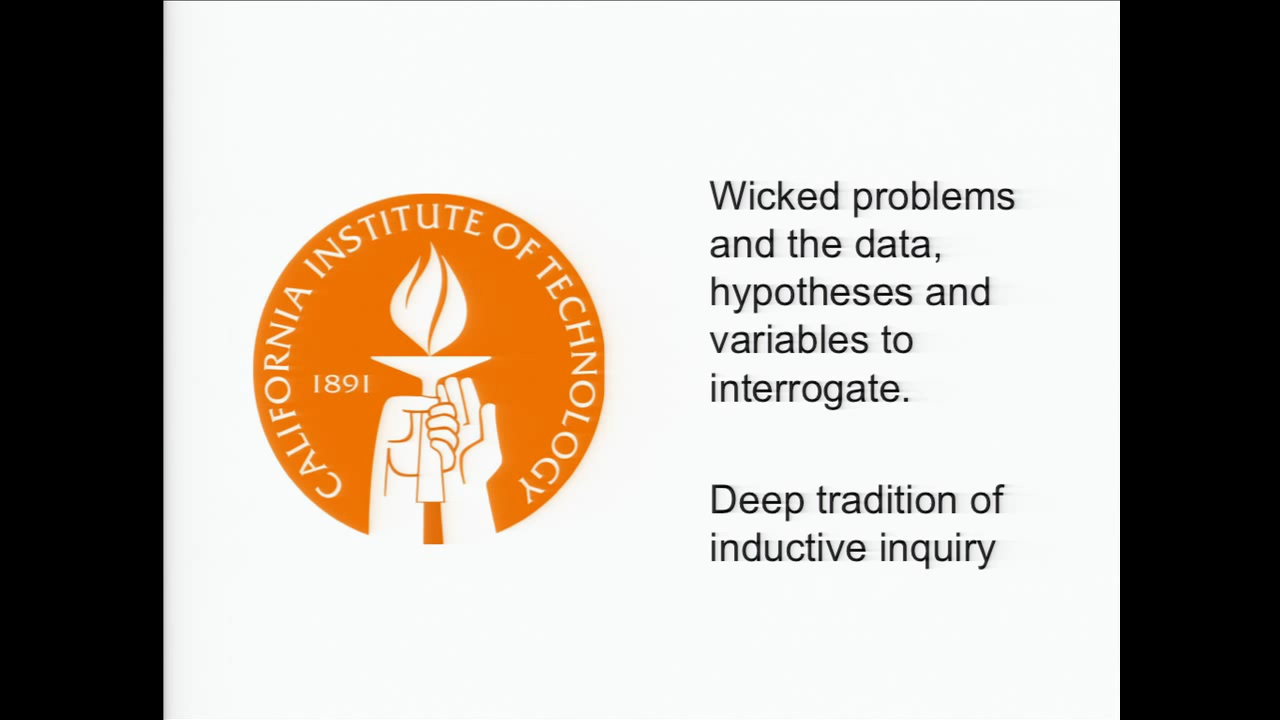 CALIFORNIA INSTITUTE OF TECHNOLOGY
1891
Wicked problems
and the data,
hypotheses and
variables to
interrogate.
Deep tradition of
inductive inquiry